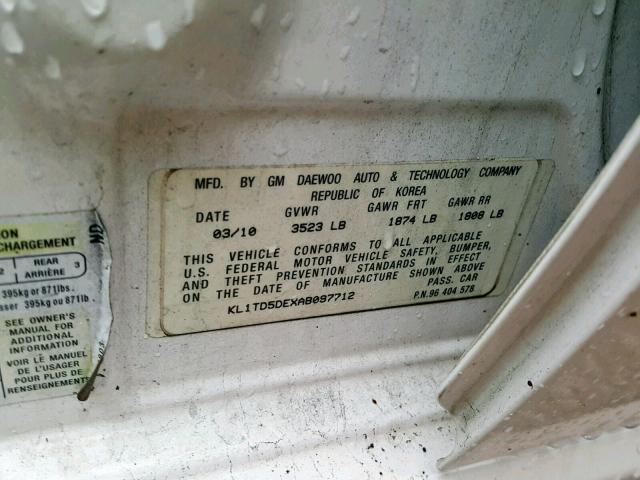 MFD. BY GM DAEWOO AUTO & TECHNOLOGY COMPANY
REPUBLIC OF KOREA
DATE GVWR GAWR FRT GAWR RR
03/10 3523 LB 1874 LB 1808 LB
THIS VEHICLE CONFORMS TO ALL APPLICABLE
U.S. FEDERAL MOTOR VEHICLE SAFETY, BUMPER,
AND THEFT PREVENTION STANDARDS IN EFFECT
ON THE DATE OF MANUFACTURE SHOWN ABOVE
PASS. CAR
KL1TD5DEXAB097712 P.N. 96 404 578
ON
CHARGEMENT
2 REAR 3
ARRIÈRE
395kg or 871lbs.
sser 395kg ou 871lb.
SEE OWNER'S
MANUAL FOR
ADDITIONAL
INFORMATION
VOIR LE MANUEL
DE L'USAGER
POUR PLUS DE
RENSEIGNEMENTS